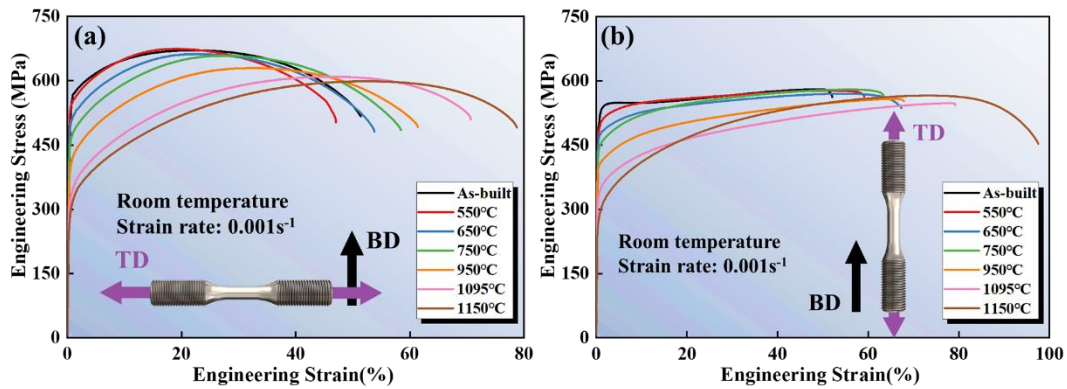 (a)
Engineering Stress (MPa)
750
600
450
300
150
0
0
20
40
60
80
Engineering Strain(%)
Room temperature
Strain rate: 0.001s⁻¹
TD
BD
As-built
550℃
650℃
750℃
950℃
1095℃
1150℃
(b)
Engineering Stress (MPa)
750
600
450
300
150
0
0
20
40
60
80
100
Engineering Strain(%)
TD
Room temperature
Strain rate: 0.001s⁻¹
BD
As-built
550℃
650℃
750℃
950℃
1095℃
1150℃